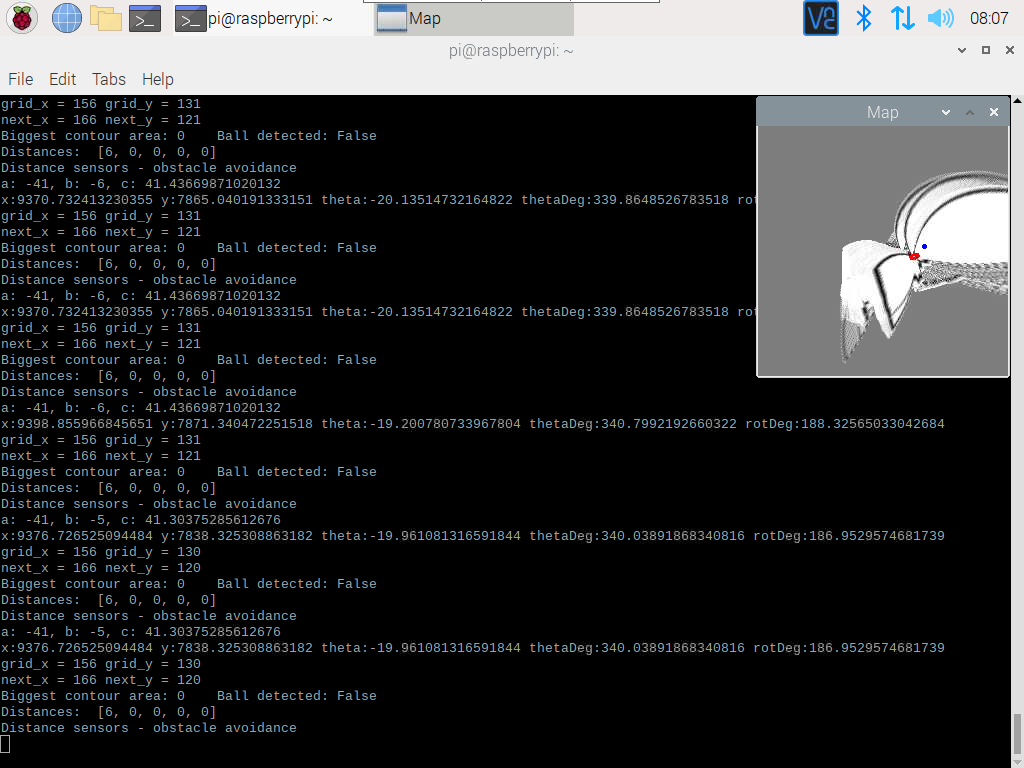 pi@raspberrypi: ~
Map
08:07
pi@raspberrypi: ~
File Edit Tabs Help
grid_x = 156 grid_y = 131
next_x = 166 next_y = 121
Biggest contour area: 0    Ball detected: False
Distances:  [6, 0, 0, 0, 0]
Distance sensors - obstacle avoidance
a: -41, b: -6, c: 41.43669871020132
x:9370.732413230355 y:7865.040191333151 theta:-20.13514732164822 thetaDeg:339.8648526783518 rot
grid_x = 156 grid_y = 131
next_x = 166 next_y = 121
Biggest contour area: 0    Ball detected: False
Distances:  [6, 0, 0, 0, 0]
Distance sensors - obstacle avoidance
a: -41, b: -6, c: 41.43669871020132
x:9370.732413230355 y:7865.040191333151 theta:-20.13514732164822 thetaDeg:339.8648526783518 rot
grid_x = 156 grid_y = 131
next_x = 166 next_y = 121
Biggest contour area: 0    Ball detected: False
Distances:  [6, 0, 0, 0, 0]
Distance sensors - obstacle avoidance
a: -41, b: -6, c: 41.43669871020132
x:9398.855966845651 y:7871.340472251518 theta:-19.200780733967804 thetaDeg:340.7992192660322 rotDeg:188.32565033042684
grid_x = 156 grid_y = 131
next_x = 166 next_y = 121
Biggest contour area: 0    Ball detected: False
Distances:  [6, 0, 0, 0, 0]
Distance sensors - obstacle avoidance
a: -41, b: -5, c: 41.30375285612676
x:9376.726525094484 y:7838.325308863182 theta:-19.961081316591844 thetaDeg:340.03891868340816 rotDeg:186.9529574681739
grid_x = 156 grid_y = 130
next_x = 166 next_y = 120
Biggest contour area: 0    Ball detected: False
Distances:  [6, 0, 0, 0, 0]
Distance sensors - obstacle avoidance
a: -41, b: -5, c: 41.30375285612676
x:9376.726525094484 y:7838.325308863182 theta:-19.961081316591844 thetaDeg:340.03891868340816 rotDeg:186.9529574681739
grid_x = 156 grid_y = 130
next_x = 166 next_y = 120
Biggest contour area: 0    Ball detected: False
Distances:  [6, 0, 0, 0, 0]
Distance sensors - obstacle avoidance
Map